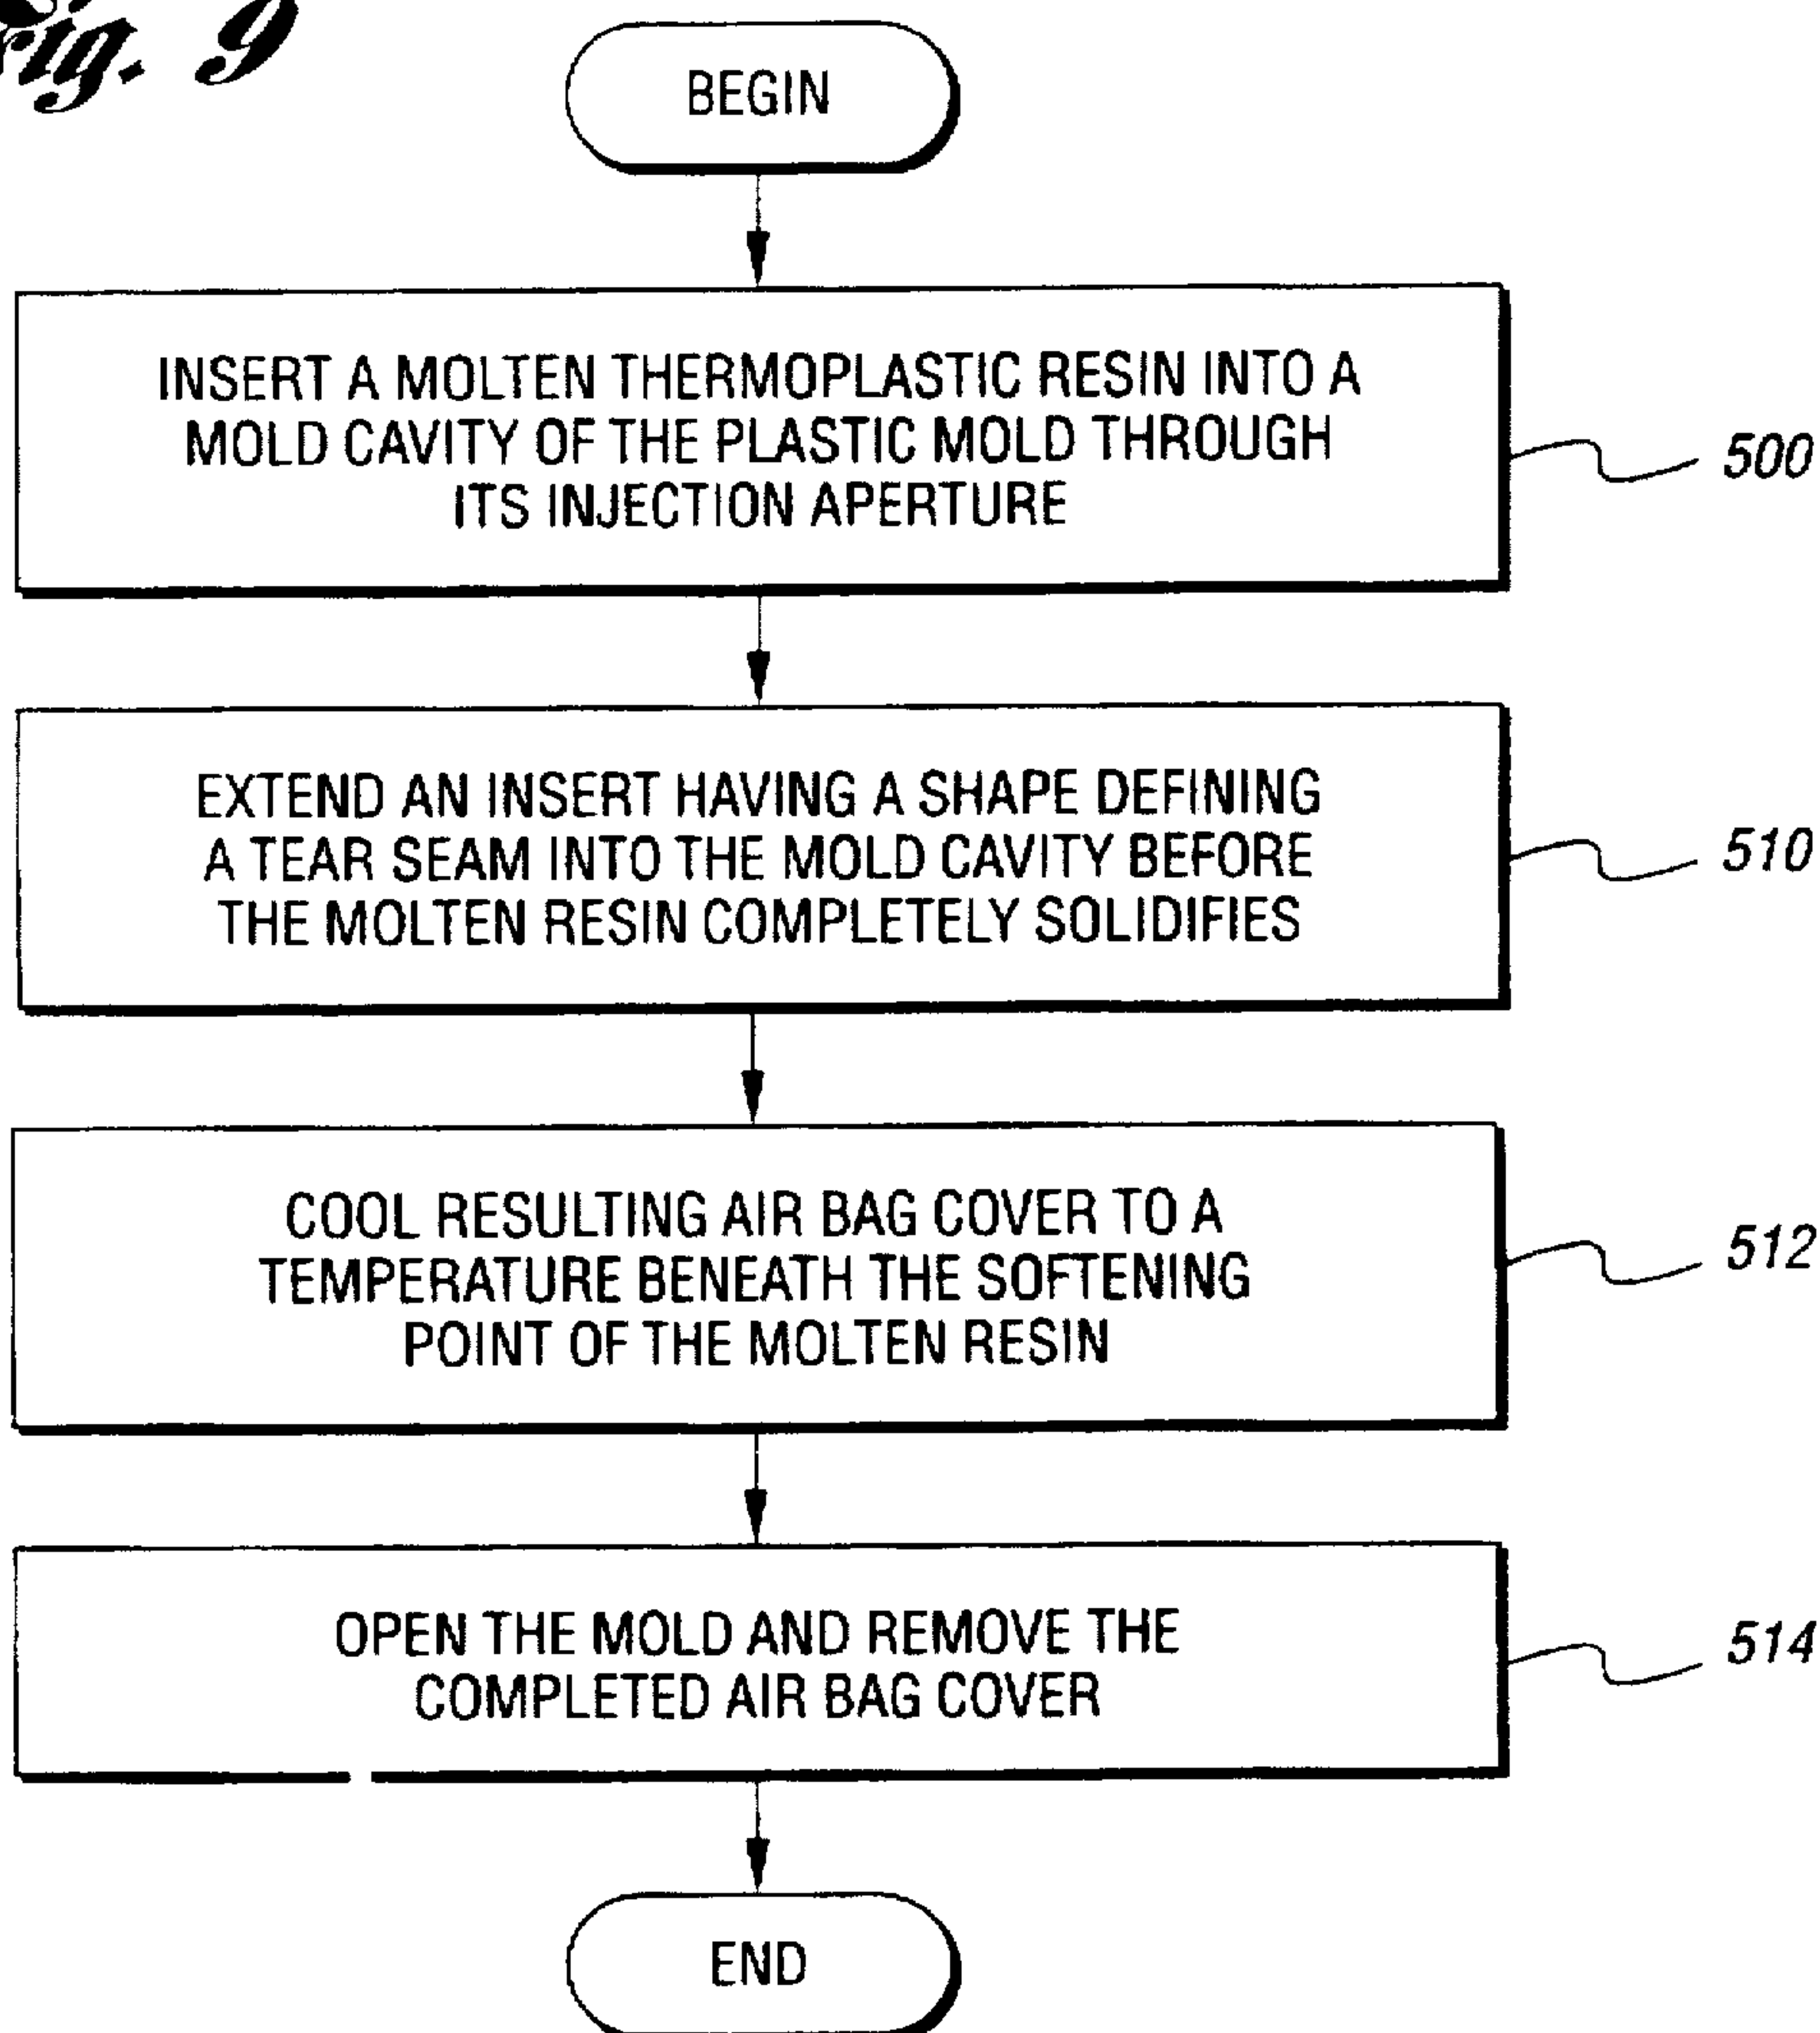 Fig. 9
BEGIN
INSERT A MOLTEN THERMOPLASTIC RESIN INTO A
MOLD CAVITY OF THE PLASTIC MOLD THROUGH
ITS INJECTION APERTURE
500
EXTEND AN INSERT HAVING A SHAPE DEFINING
A TEAR SEAM INTO THE MOLD CAVITY BEFORE
THE MOLTEN RESIN COMPLETELY SOLIDIFIES
510
COOL RESULTING AIR BAG COVER TO A
TEMPERATURE BENEATH THE SOFTENING
POINT OF THE MOLTEN RESIN
512
OPEN THE MOLD AND REMOVE THE
COMPLETED AIR BAG COVER
514
END